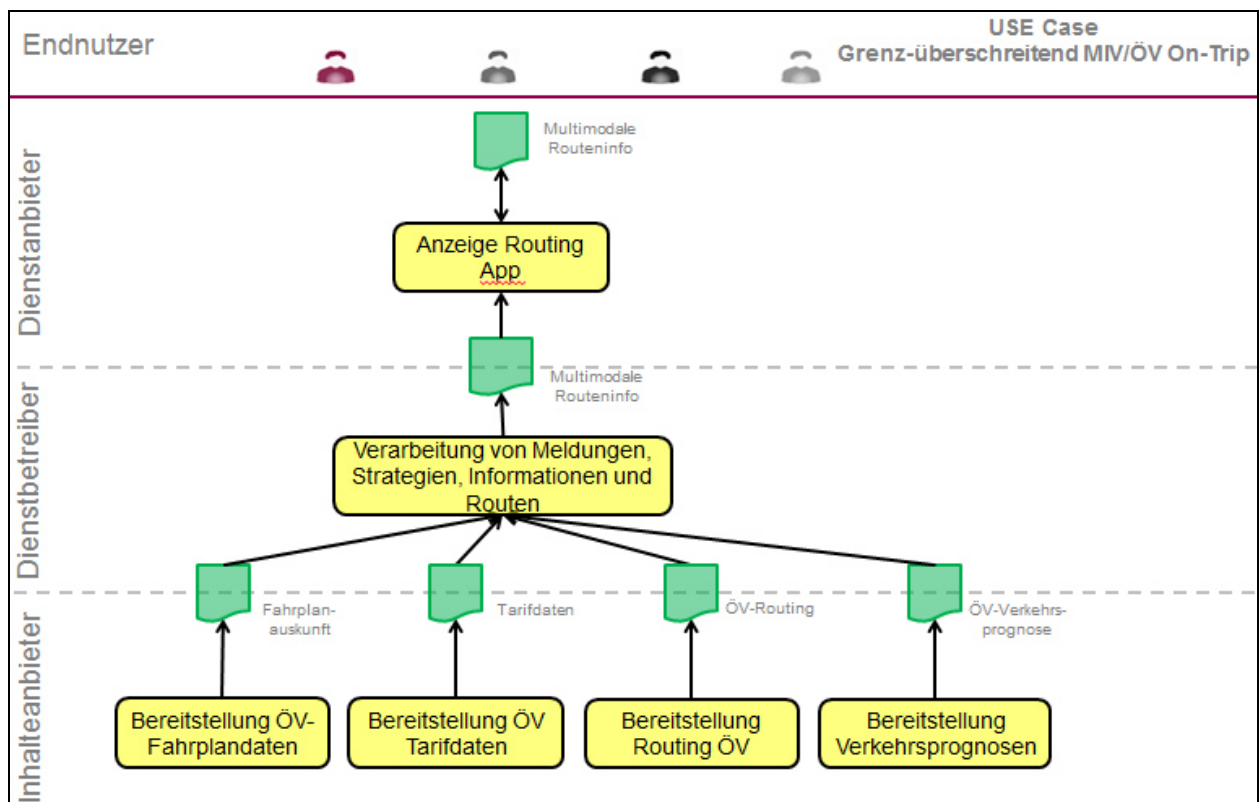 Endnutzer
USE Case
Grenz-überschreitend MIV/ÖV On-Trip
Dienstanbieter
Multimodale
Routeninfo
Anzeige Routing
App
Dienstbetreiber
Multimodale
Routeninfo
Verarbeitung von Meldungen,
Strategien, Informationen und
Routen
Inhalteanbieter
Fahrplan-
auskunft
Tarifdaten
ÖV-Routing
ÖV-Verkehrs-
prognose
Bereitstellung ÖV-
Fahrplandaten
Bereitstellung ÖV
Tarifdaten
Bereitstellung
Routing ÖV
Bereitstellung
Verkehrsprognosen